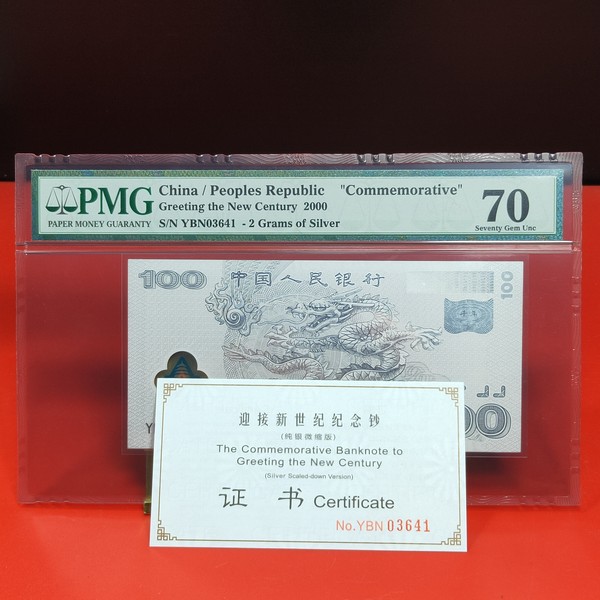 PMG
PAPER MONEY GUARANTY
China / Peoples Republic "Commemorative"
Greeting the New Century 2000
S/N YBN03641 - 2 Grams of Silver
70
Seventy Gem Unc
100 中国人民银行
100
迎接新世纪纪念钞
(纯银微缩版)
The Commemorative Banknote to
Greeting the New Century
(Silver Scaled-down Version)
证 书 Certificate
No.YBN 03641